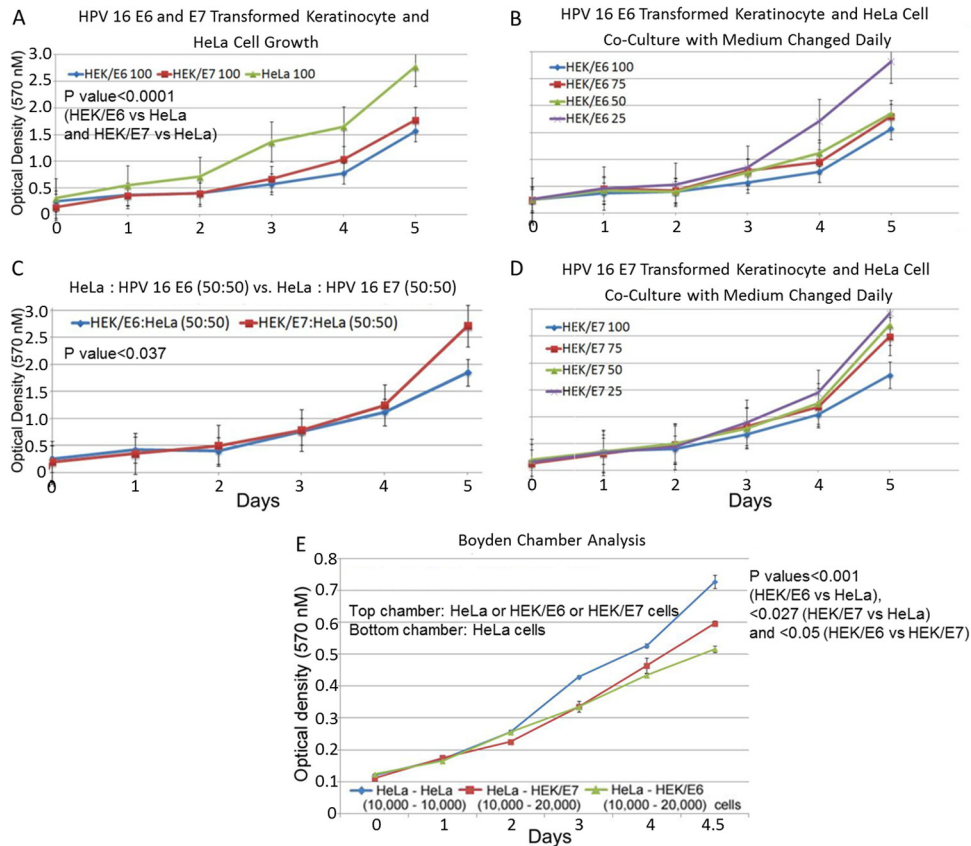 A
HPV 16 E6 and E7 Transformed Keratinocyte and
HeLa Cell Growth
Optical Density (570 nM)
3.0
2.5
2.0
1.5
1.0
0.5
0
HEK/E6 100 HEK/E7 100 HeLa 100
P value<0.0001
(HEK/E6 vs HeLa
and HEK/E7 vs HeLa)
0 1 2 3 4 5
B
HPV 16 E6 Transformed Keratinocyte and HeLa Cell
Co-Culture with Medium Changed Daily
HEK/E6 100
HEK/E6 75
HEK/E6 50
HEK/E6 25
0 1 2 3 4 5
C
HeLa : HPV 16 E6 (50:50) vs. HeLa : HPV 16 E7 (50:50)
Optical Density (570 nM)
3.0
2.5
2.0
1.5
1.0
0.5
0
HEK/E6:HeLa (50:50) HEK/E7:HeLa (50:50)
P value<0.037
0 1 2 3 4 5
Days
D
HPV 16 E7 Transformed Keratinocyte and HeLa Cell
Co-Culture with Medium Changed Daily
HEK/E7 100
HEK/E7 75
HEK/E7 50
HEK/E7 25
0 1 2 3 4 5
Days
E
Boyden Chamber Analysis
Optical density (570 nM)
0.8
0.7
0.6
0.5
0.4
0.3
0.2
0.1
0
Top chamber: HeLa or HEK/E6 or HEK/E7 cells
Bottom chamber: HeLa cells
P values<0.001
(HEK/E6 vs HeLa),
<0.027 (HEK/E7 vs HeLa)
and <0.05 (HEK/E6 vs HEK/E7)
HeLa - HeLa HeLa - HEK/E7 HeLa - HEK/E6
(10,000 - 10,000) (10,000 - 20,000) (10,000 - 20,000) cells
0 1 2 3 4 4.5
Days